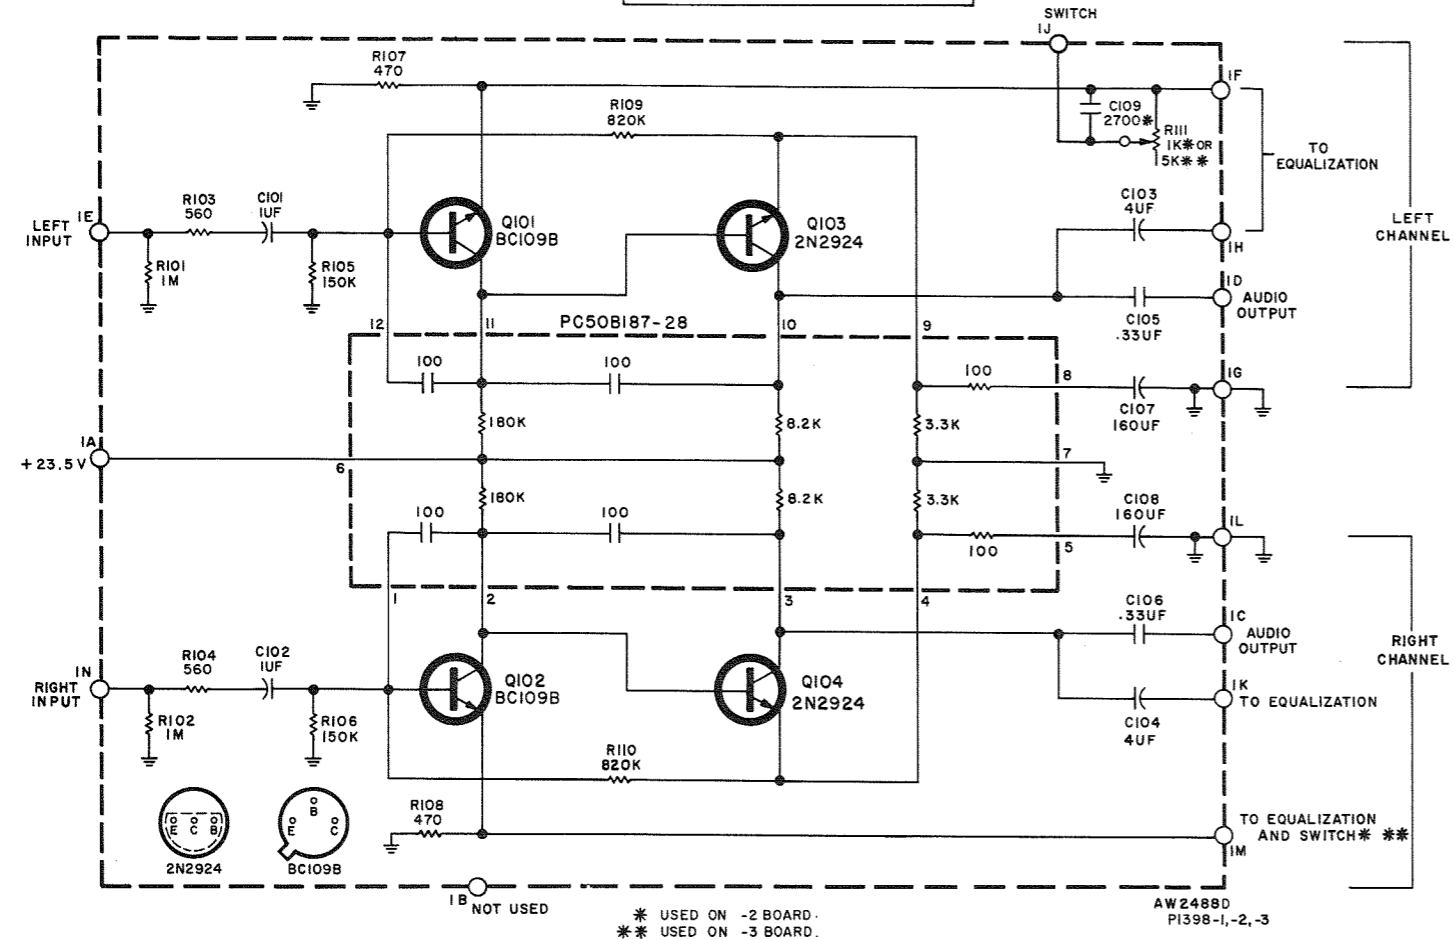 SWITCH
1J
R107
470
1F
R109
820K
C109
2700*
R111
1K* OR
5K**
TO
EQUALIZATION
C103
4UF
1H
LEFT
CHANNEL
1E
LEFT
INPUT
R103
560
C101
1UF
R101
1M
R105
150K
Q101
BC109B
Q103
2N2924
1D
AUDIO
OUTPUT
C105
.33UF
PC50B187-28
12
11
10
9
100
100
100
8
C107
160UF
1G
180K
8.2K
3.3K
1A
+23.5V
6
7
180K
8.2K
3.3K
100
100
100
5
C108
160UF
1L
1
2
3
4
C106
.33UF
1C
AUDIO
OUTPUT
RIGHT
CHANNEL
1N
RIGHT
INPUT
R104
560
C102
1UF
R102
1M
R106
150K
Q102
BC109B
Q104
2N2924
1K
TO EQUALIZATION
C104
4UF
R110
820K
R108
470
E C B
2N2924
B
E C
BC109B
TO EQUALIZATION
AND SWITCH* **
1M
1B
NOT USED
* USED ON -2 BOARD.
** USED ON -3 BOARD.
AW2488D
P1398-1,-2,-3